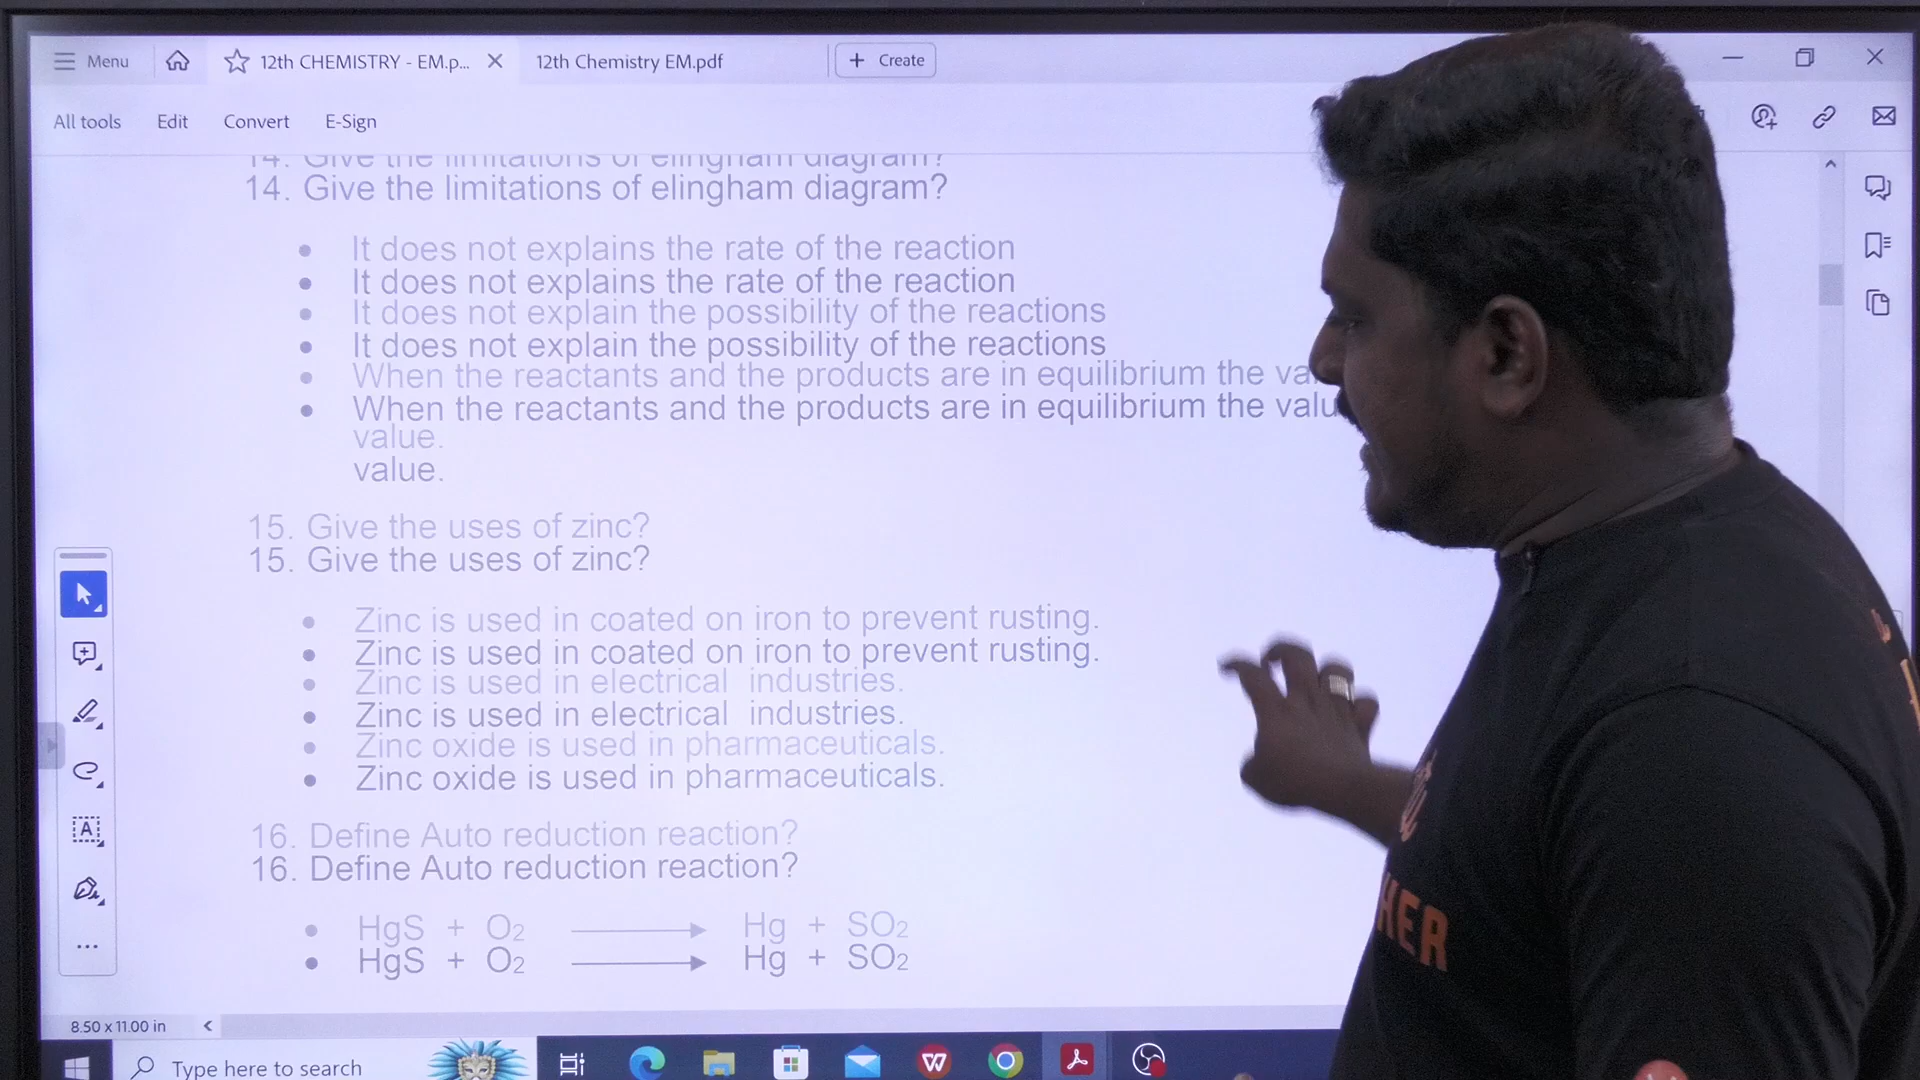 Menu
12th CHEMISTRY - EM.p...
12th Chemistry EM.pdf
+ Create
All tools
Edit
Convert
E-Sign
14. Give the limitations of elingham diagram?
14. Give the limitations of elingham diagram?
• It does not explains the rate of the reaction
• It does not explains the rate of the reaction
• It does not explain the possibility of the reactions
• It does not explain the possibility of the reactions
• When the reactants and the products are in equilibrium the
• When the reactants and the products are in equilibrium the
value.
value.
15. Give the uses of zinc?
15. Give the uses of zinc?
• Zinc is used in coated on iron to prevent rusting.
• Zinc is used in coated on iron to prevent rusting.
• Zinc is used in electrical industries.
• Zinc is used in electrical industries.
• Zinc oxide is used in pharmaceuticals.
• Zinc oxide is used in pharmaceuticals.
16. Define Auto reduction reaction?
16. Define Auto reduction reaction?
• HgS + O2 → Hg + SO2
• HgS + O2 → Hg + SO2
HER
8.50 x 11.00 in
Type here to search